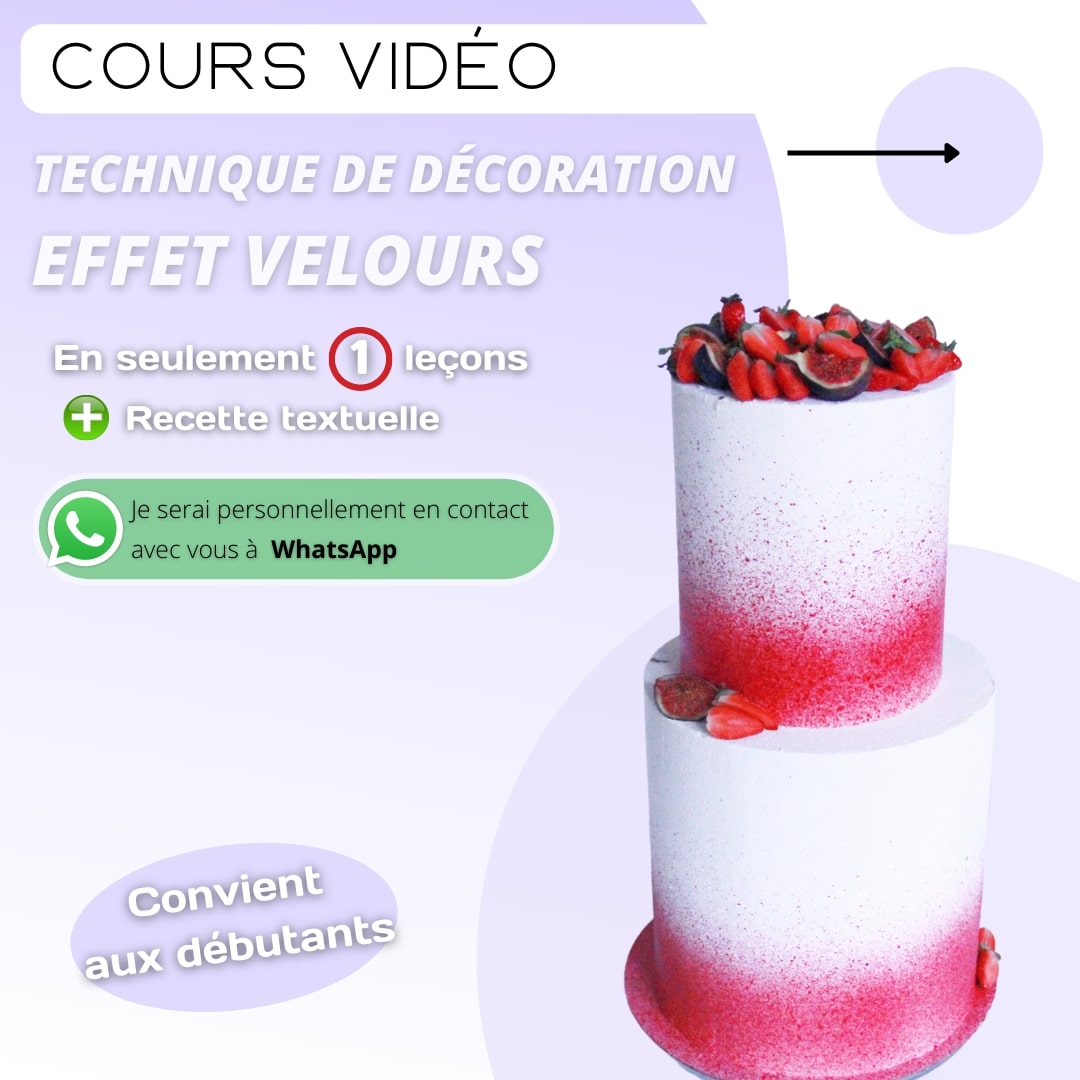 COURS VIDÉO
TECHNIQUE DE DÉCORATION
EFFET VELOURS
En seulement 1 leçons
+ Recette textuelle
Je serai personnellement en contact
avec vous à WhatsApp
Convient
aux débutants